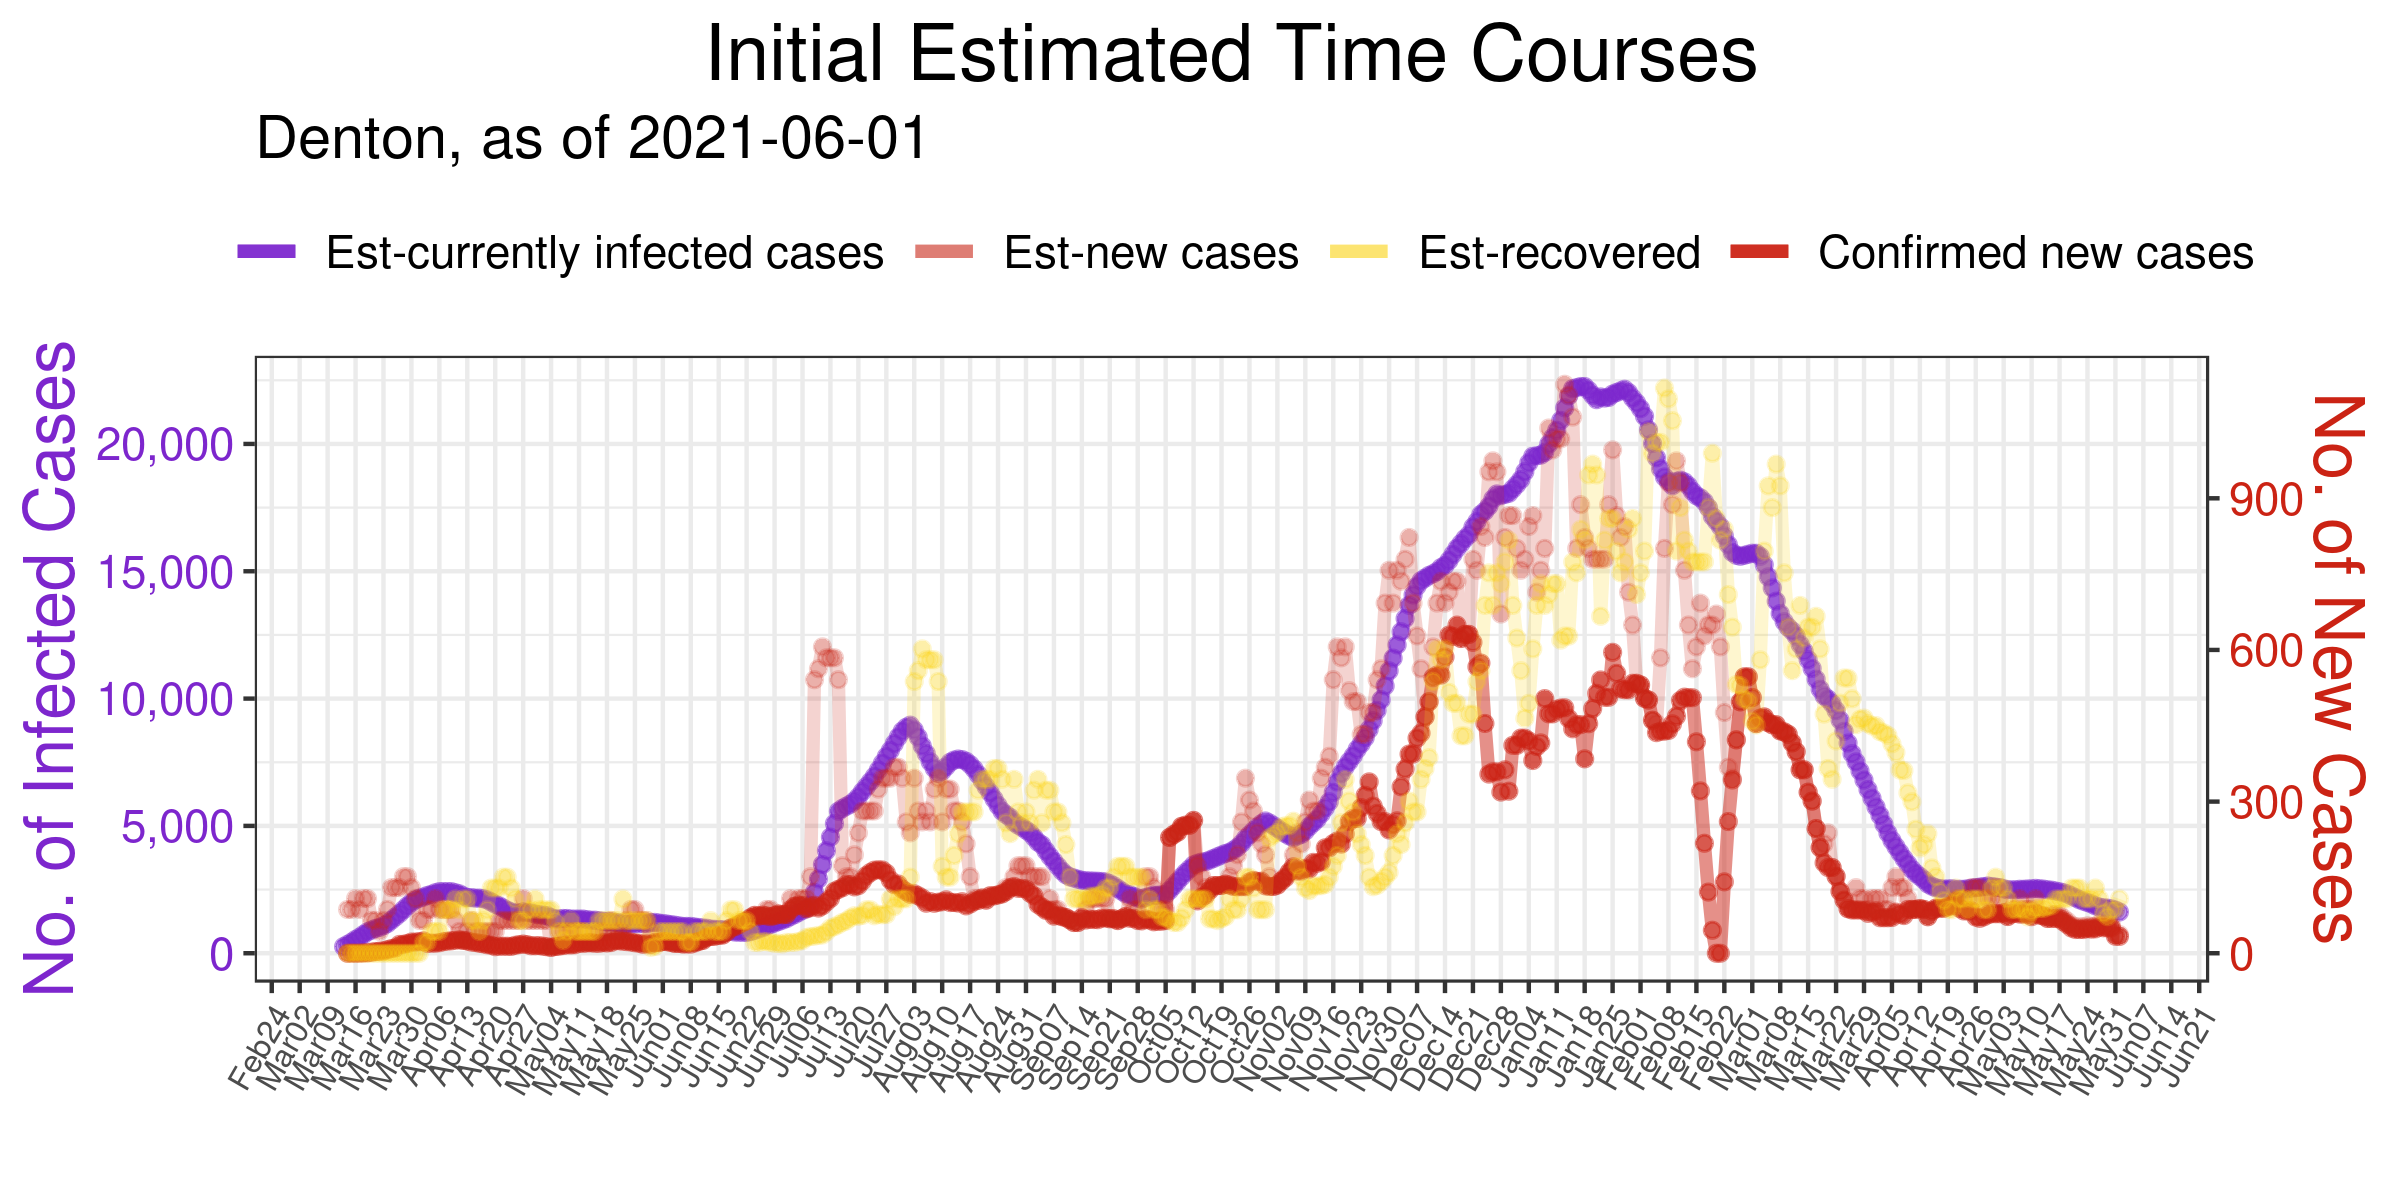 Initial Estimated Time Courses
Denton, as of 2021-06-01
Est-currently infected cases Est-new cases Est-recovered Confirmed new cases
No. of Infected Cases
20,000
15,000
10,000
5,000
0
No. of New Cases
900
600
300
0
Feb24 Mar02 Mar09 Mar16 Mar23 Mar30 Apr06 Apr13 Apr20 Apr27 May04 May11 May18 May25 Jun01 Jun08 Jun15 Jun22 Jun29 Jul06 Jul13 Jul20 Jul27 Aug03 Aug10 Aug17 Aug24 Aug31 Sep07 Sep14 Sep21 Sep28 Oct05 Oct12 Oct19 Oct26 Nov02 Nov09 Nov16 Nov23 Nov30 Dec07 Dec14 Dec21 Dec28 Jan04 Jan11 Jan18 Jan25 Feb01 Feb08 Feb15 Feb22 Mar01 Mar08 Mar15 Mar22 Mar29 Apr05 Apr12 Apr19 Apr26 May03 May10 May17 May24 May31 Jun07 Jun14 Jun21